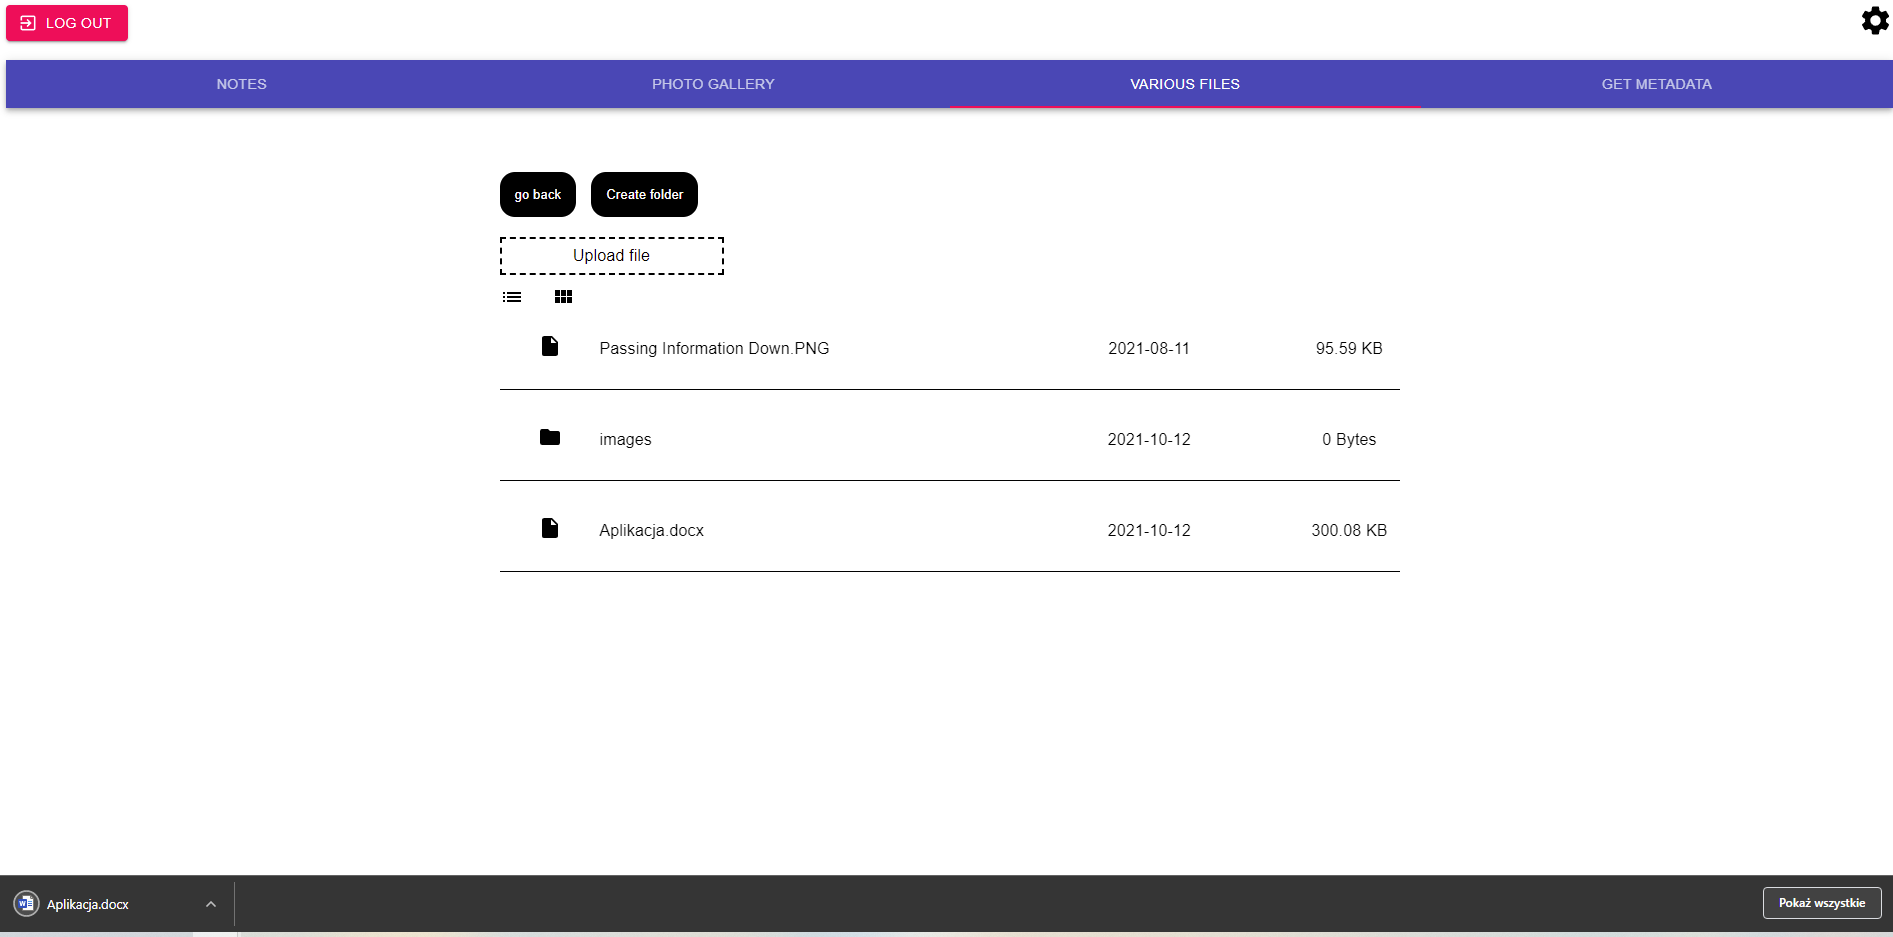 LOG OUT
NOTES PHOTO GALLERY VARIOUS FILES GET METADATA
go back Create folder
Upload file
Passing Information Down.PNG 2021-08-11 95.59 KB
images 2021-10-12 0 Bytes
Aplikacja.docx 2021-10-12 300.08 KB
Aplikacja.docx Pokaż wszystkie